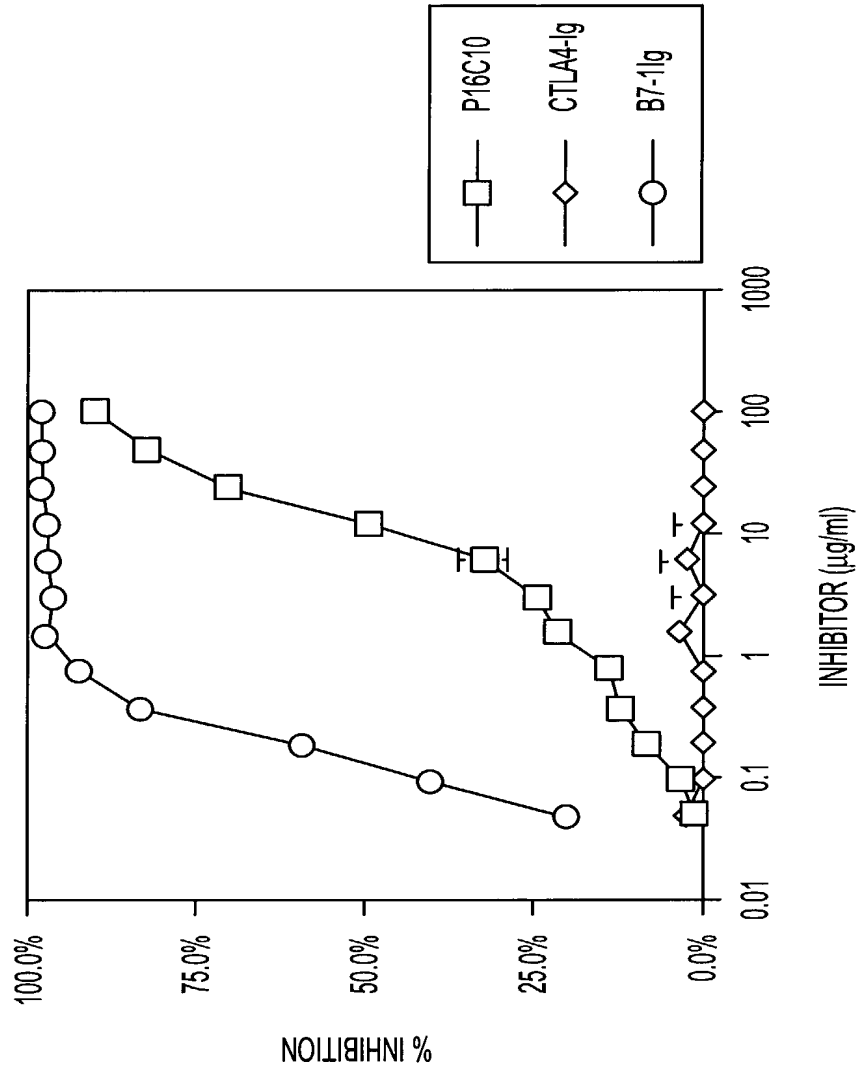 % INHIBITION
100.0%
75.0%
50.0%
25.0%
0.0%
0.01
0.1
1
10
100
1000
INHIBITOR (µg/ml)
P16C10
CTLA4-Ig
B7-1Ig